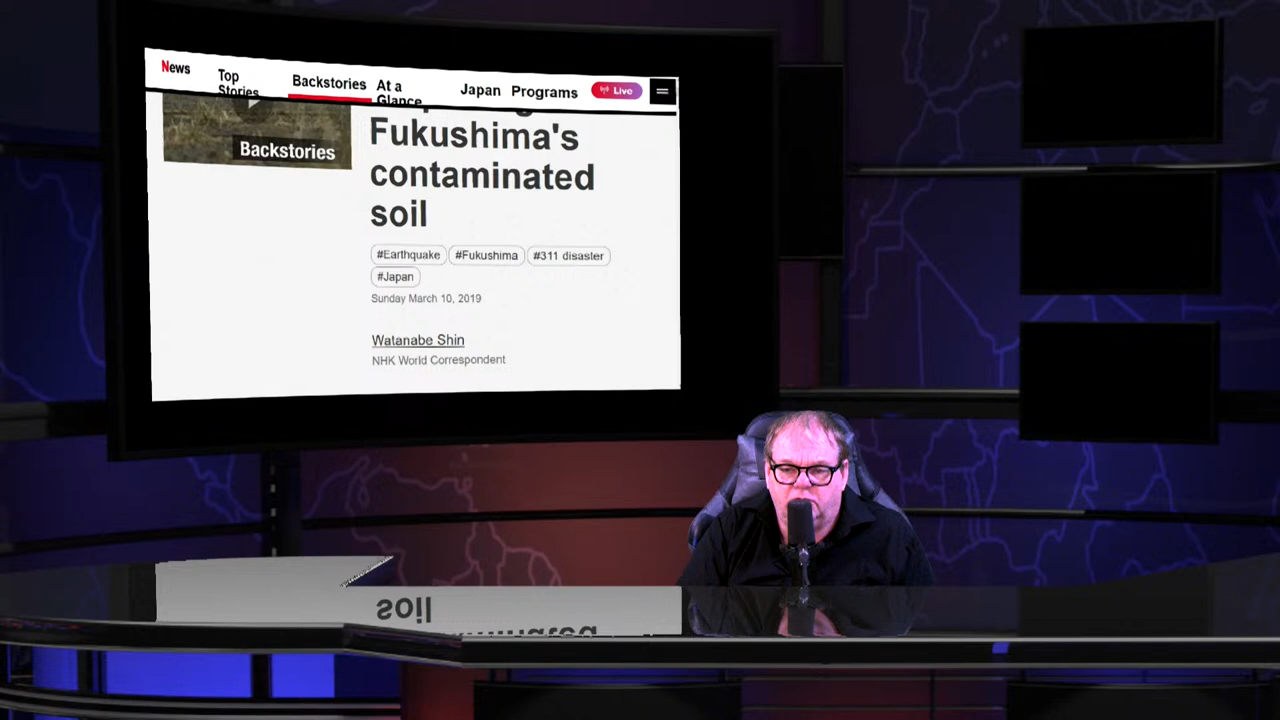 News
Top Stories
Backstories
At a Glance
Japan
Programs
Live
Backstories
Fukushima's
contaminated
soil
#Earthquake #Fukushima #311 disaster
#Japan
Sunday March 10, 2019
Watanabe Shin
NHK World Correspondent
soil